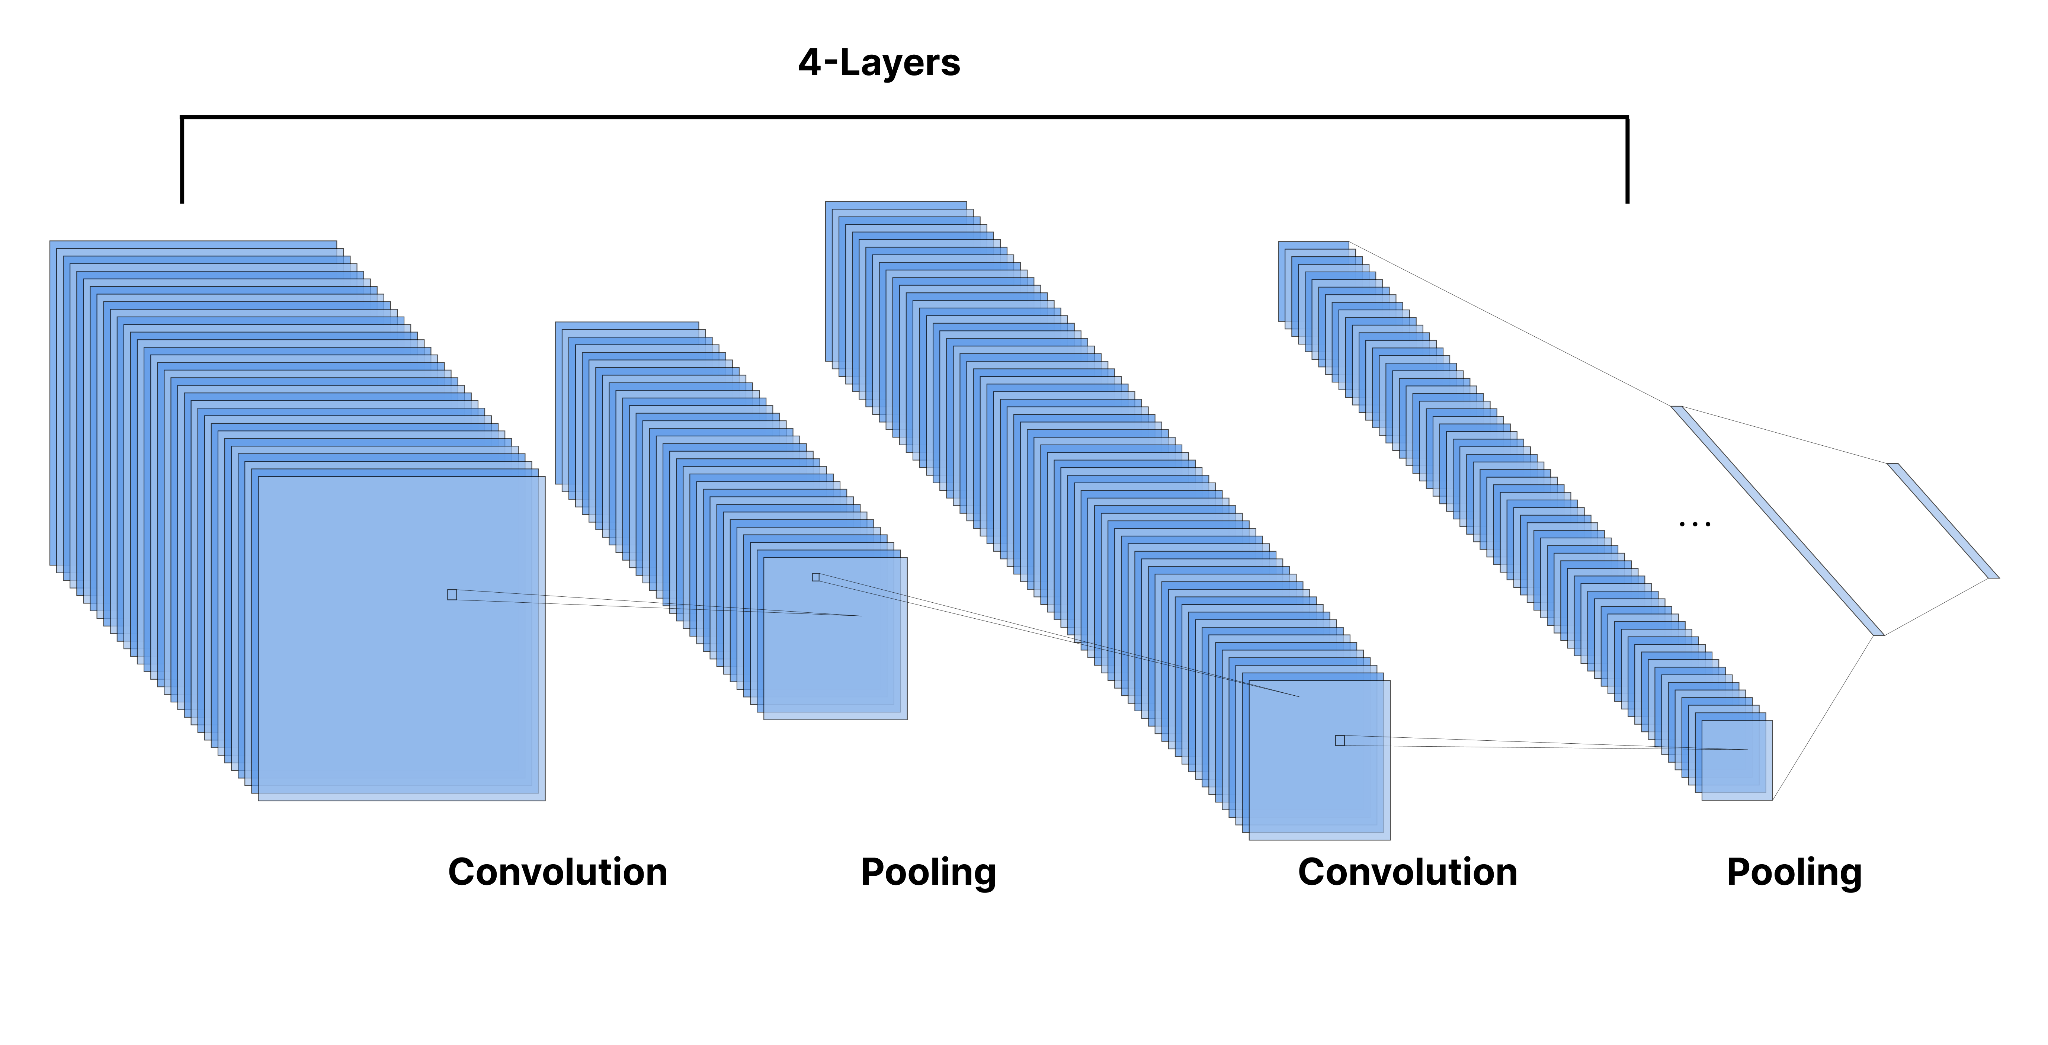 4-Layers
...
Convolution
Pooling
Convolution
Pooling